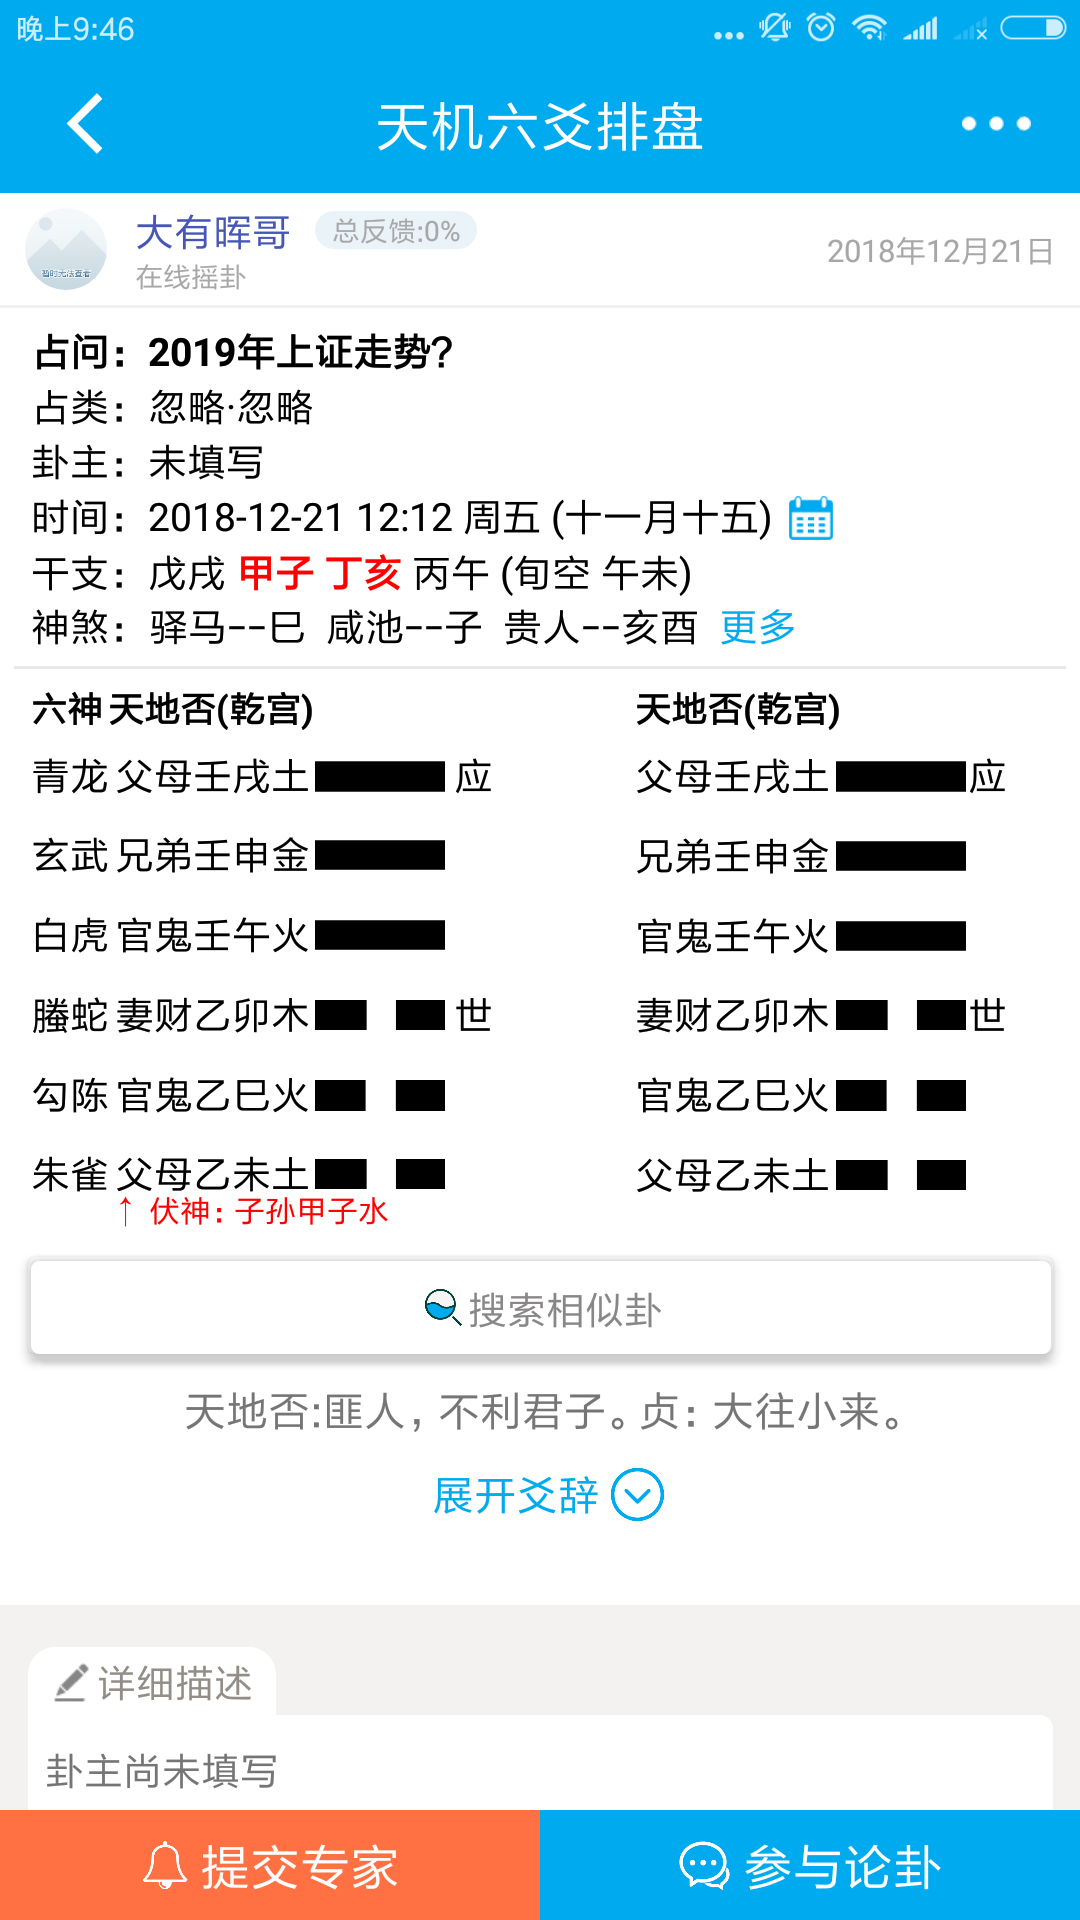 晚上9:46
天机六爻排盘
大有晖哥 总反馈:0%
在线摇卦
2018年12月21日
暂时无法查看
占问：2019年上证走势？
占类：忽略·忽略
卦主：未填写
时间：2018-12-21 12:12 周五 (十一月十五)
干支：戊戌 甲子 丁亥 丙午 (旬空 午未)
神煞：驿马--巳 咸池--子 贵人--亥酉 更多
六神 天地否(乾宫) 天地否(乾宫)
青龙 父母壬戌土 应 父母壬戌土 应
玄武 兄弟壬申金 兄弟壬申金
白虎 官鬼壬午火 官鬼壬午火
螣蛇 妻财乙卯木 世 妻财乙卯木 世
勾陈 官鬼乙巳火 官鬼乙巳火
朱雀 父母乙未土 父母乙未土
↑ 伏神：子孙甲子水
搜索相似卦
天地否:匪人，不利君子。贞：大往小来。
展开爻辞
详细描述
卦主尚未填写
提交专家 参与论卦